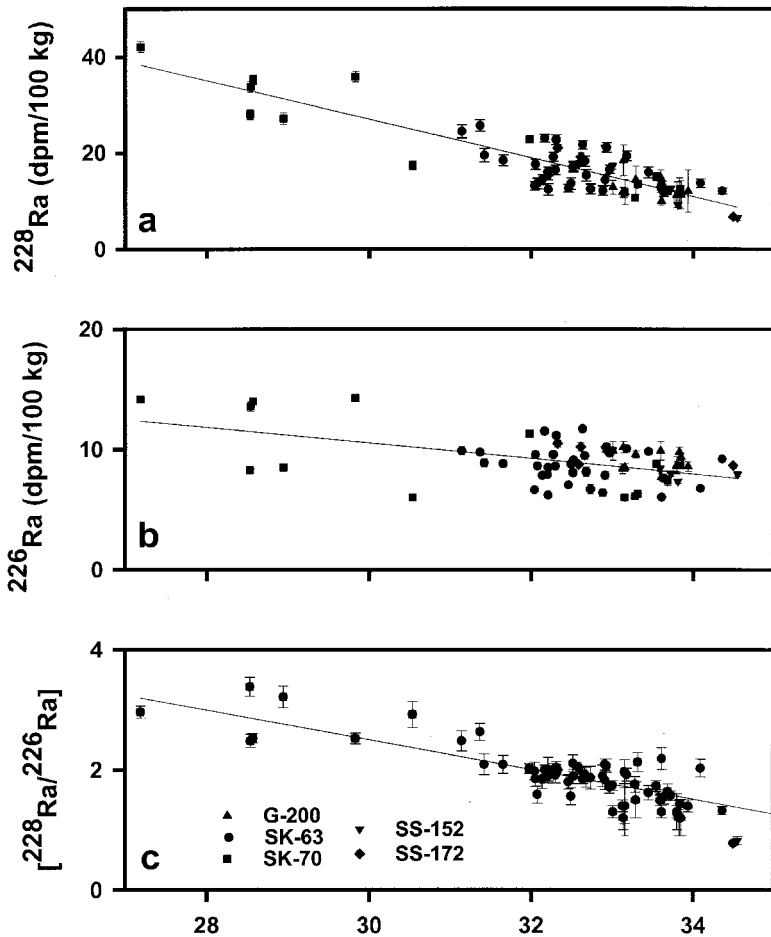 40
20
0
²²⁸Ra (dpm/100 kg)
a
20
10
0
²²⁶Ra (dpm/100 kg)
b
4
2
0
[²²⁸Ra/²²⁶Ra]
c
G-200
SK-63
SK-70
SS-152
SS-172
28 30 32 34